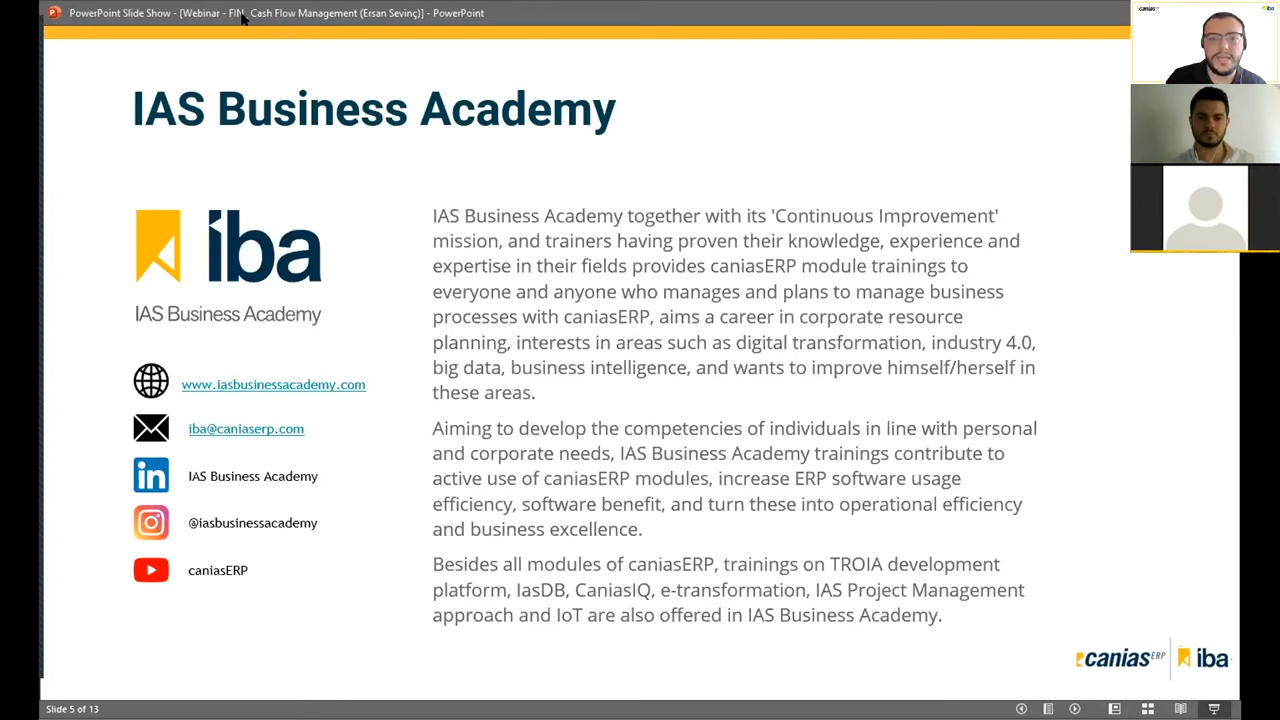 PowerPoint Slide Show - [Webinar - FIN_Cash Flow Management (Ersan Sevinç)] - PowerPoint
canias
iba
IAS Business Academy
iba
IAS Business Academy
www.iasbusinessacademy.com
iba@caniaserp.com
IAS Business Academy
@iasbusinessacademy
caniasERP
IAS Business Academy together with its 'Continuous Improvement'
mission, and trainers having proven their knowledge, experience and
expertise in their fields provides caniasERP module trainings to
everyone and anyone who manages and plans to manage business
processes with caniasERP, aims a career in corporate resource
planning, interests in areas such as digital transformation, industry 4.0,
big data, business intelligence, and wants to improve himself/herself in
these areas.
Aiming to develop the competencies of individuals in line with personal
and corporate needs, IAS Business Academy trainings contribute to
active use of caniasERP modules, increase ERP software usage
efficiency, software benefit, and turn these into operational efficiency
and business excellence.
Besides all modules of caniasERP, trainings on TROIA development
platform, IasDB, CaniasIQ, e-transformation, IAS Project Management
approach and IoT are also offered in IAS Business Academy.
caniasERP
iba
Slide 5 of 13